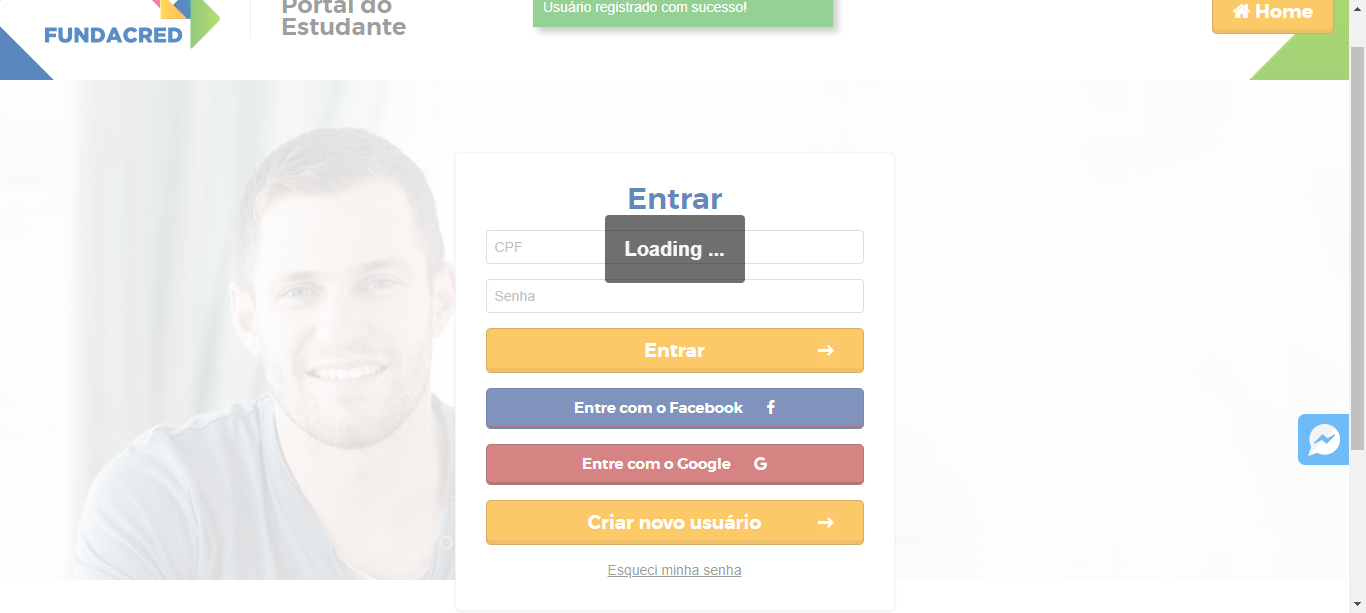 FUNDACRED
Portal do
Estudante
Usuário registrado com sucesso!
Home
Entrar
CPF
Loading ...
Senha
Entrar
Entre com o Facebook
Entre com o Google
Criar novo usuário
Esqueci minha senha